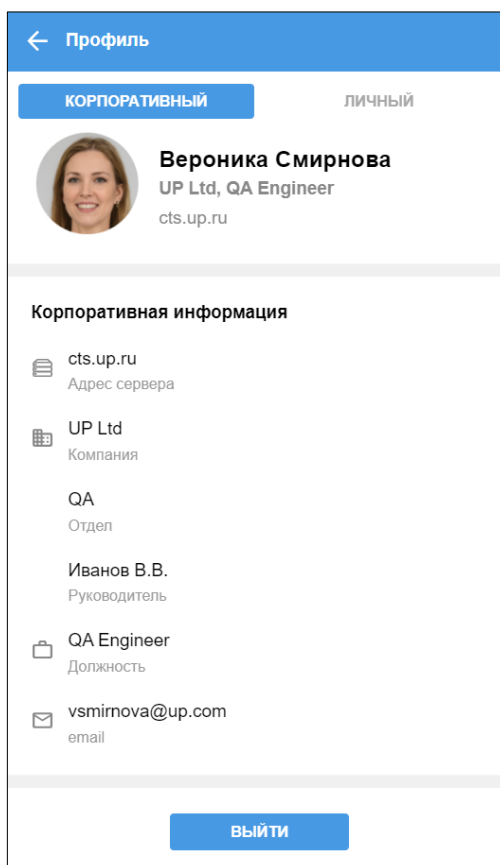 Профиль
КОРПОРАТИВНЫЙ ЛИЧНЫЙ
Вероника Смирнова
UP Ltd, QA Engineer
cts.up.ru
Корпоративная информация
cts.up.ru
Адрес сервера
UP Ltd
Компания
QA
Отдел
Иванов В.В.
Руководитель
QA Engineer
Должность
vsmirnova@up.com
email
ВЫЙТИ